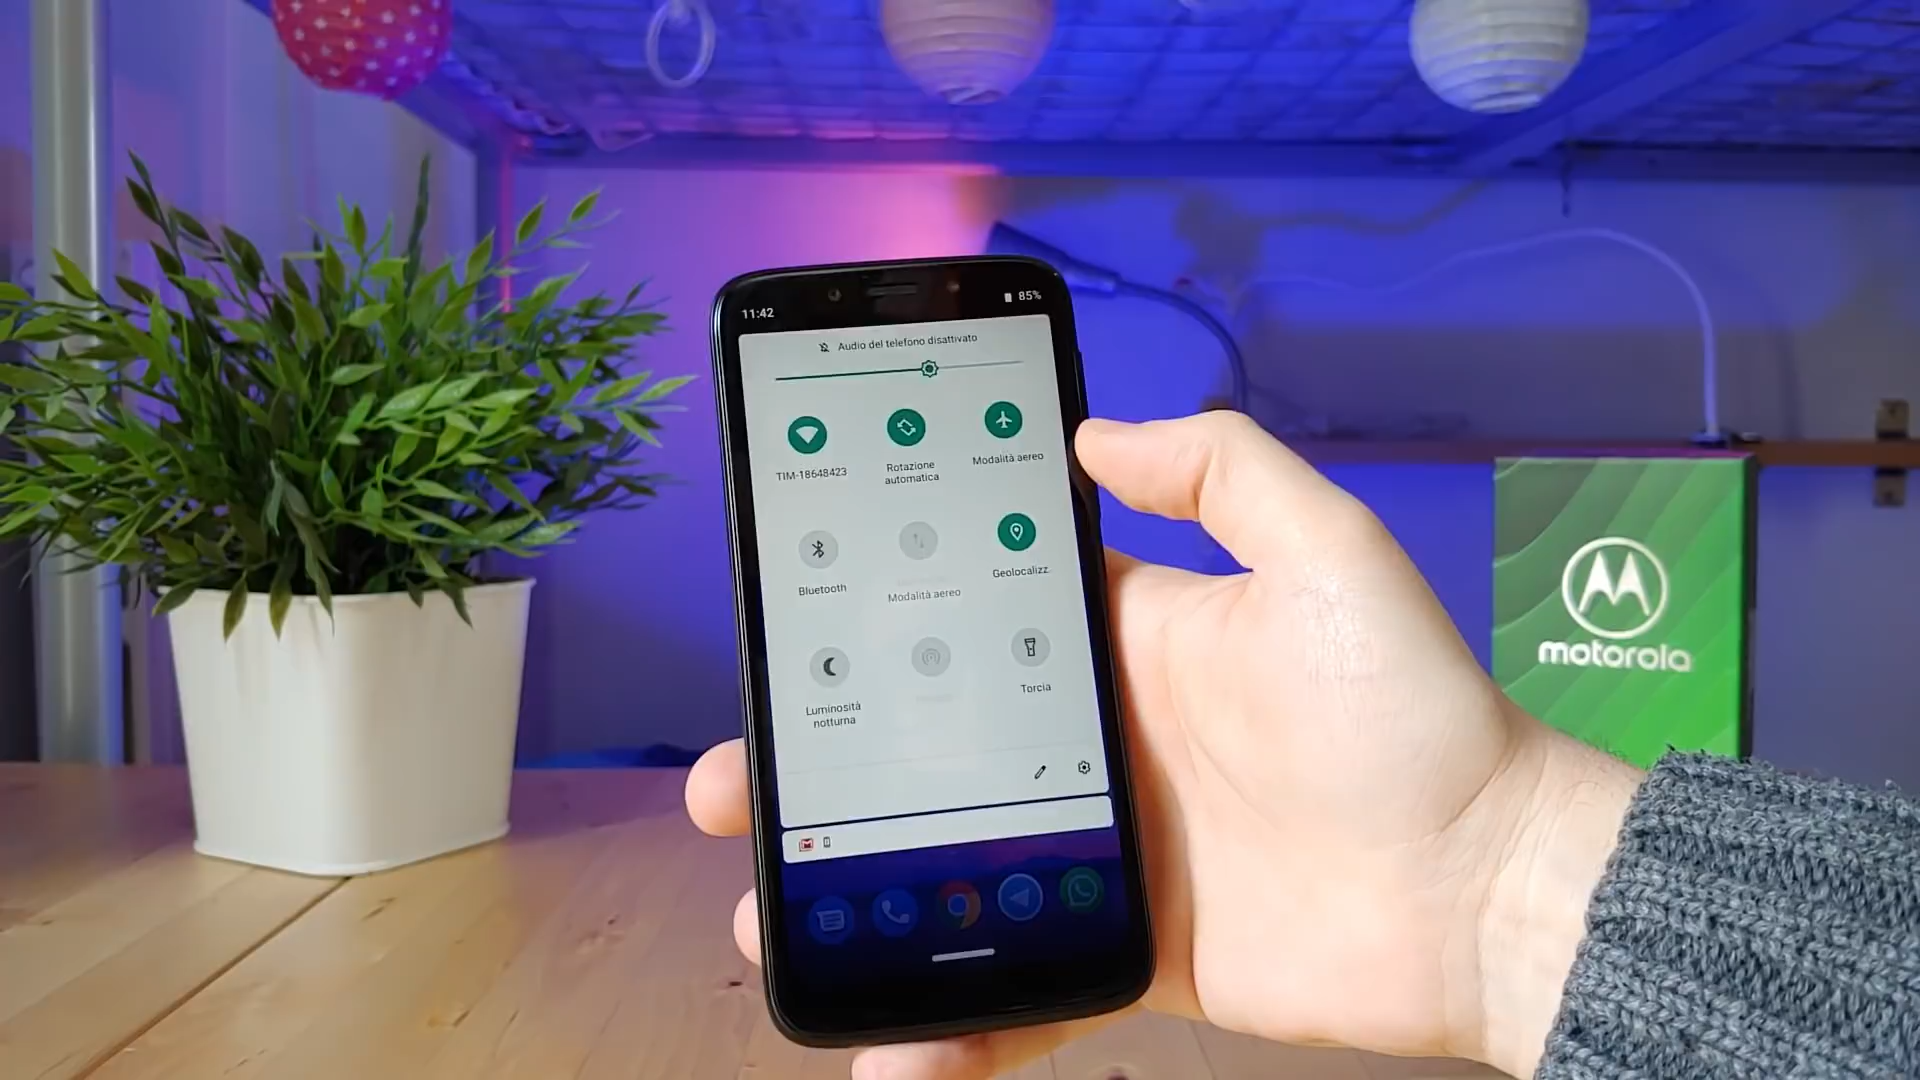 11:42
85%
Audio del telefono disattivato
TIM-18648423
Rotazione
automatica
Modalità aereo
Bluetooth
Modalità aereo
Geolocalizz.
Luminosità
notturna
Torcia
motorola